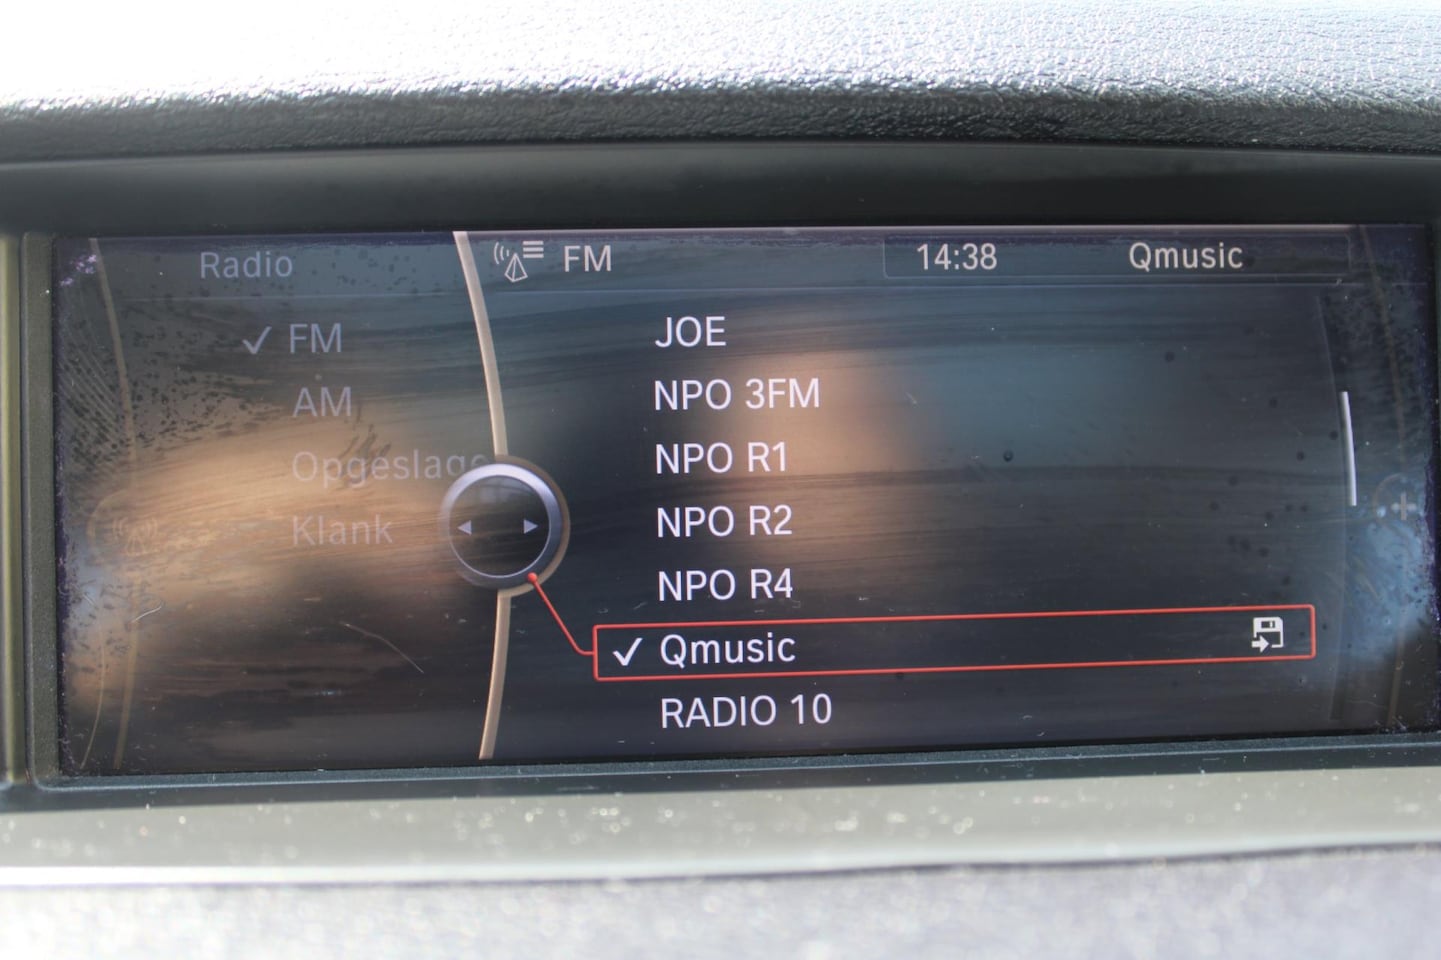 Radio
FM
AM
Opgeslage
Klank
FM
14:38
Qmusic
JOE
NPO 3FM
NPO R1
NPO R2
NPO R4
Qmusic
RADIO 10